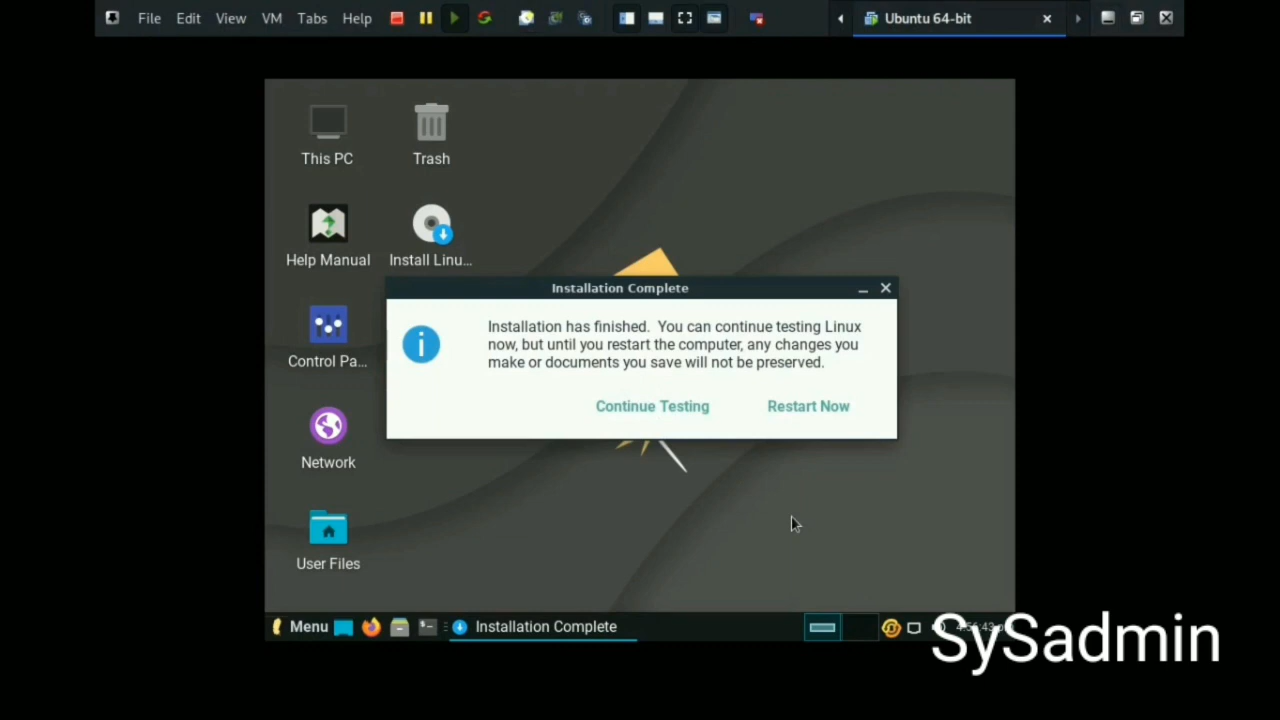 File Edit View VM Tabs Help
Ubuntu 64-bit
This PC
Trash
Help Manual
Install Linu...
Installation Complete
Installation has finished. You can continue testing Linux
now, but until you restart the computer, any changes you
make or documents you save will not be preserved.
Continue Testing Restart Now
Control Pa...
Network
User Files
Menu
Installation Complete
SySadmin